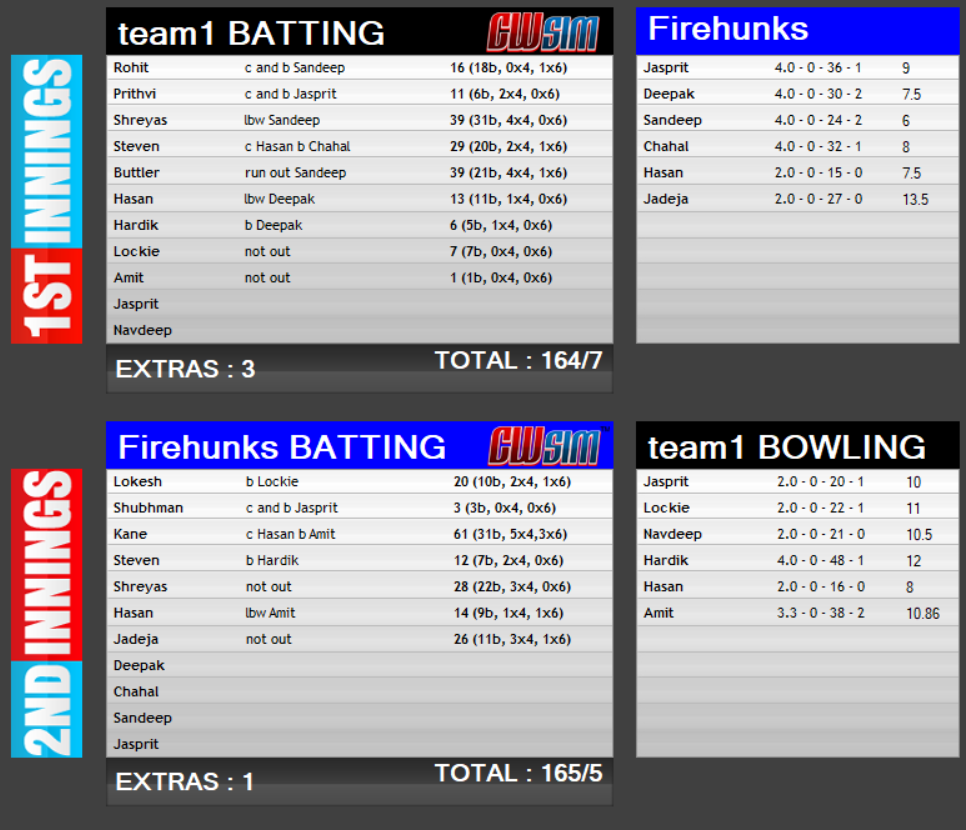 1ST INNINGS
team1 BATTING
CWSIM
Rohit c and b Sandeep 16 (18b, 0x4, 1x6)
Prithvi c and b Jasprit 11 (6b, 2x4, 0x6)
Shreyas lbw Sandeep 39 (31b, 4x4, 0x6)
Steven c Hasan b Chahal 29 (20b, 2x4, 1x6)
Buttler run out Sandeep 39 (21b, 4x4, 1x6)
Hasan lbw Deepak 13 (11b, 1x4, 0x6)
Hardik b Deepak 6 (5b, 1x4, 0x6)
Lockie not out 7 (7b, 0x4, 0x6)
Amit not out 1 (1b, 0x4, 0x6)
Jasprit
Navdeep
EXTRAS : 3 TOTAL : 164/7
Firehunks
Jasprit 4.0 - 0 - 36 - 1 9
Deepak 4.0 - 0 - 30 - 2 7.5
Sandeep 4.0 - 0 - 24 - 2 6
Chahal 4.0 - 0 - 32 - 1 8
Hasan 2.0 - 0 - 15 - 0 7.5
Jadeja 2.0 - 0 - 27 - 0 13.5
2ND INNINGS
Firehunks BATTING
CWSIM™
Lokesh b Lockie 20 (10b, 2x4, 1x6)
Shubhman c and b Jasprit 3 (3b, 0x4, 0x6)
Kane c Hasan b Amit 61 (31b, 5x4,3x6)
Steven b Hardik 12 (7b, 2x4, 0x6)
Shreyas not out 28 (22b, 3x4, 0x6)
Hasan lbw Amit 14 (9b, 1x4, 1x6)
Jadeja not out 26 (11b, 3x4, 1x6)
Deepak
Chahal
Sandeep
Jasprit
EXTRAS : 1 TOTAL : 165/5
team1 BOWLING
Jasprit 2.0 - 0 - 20 - 1 10
Lockie 2.0 - 0 - 22 - 1 11
Navdeep 2.0 - 0 - 21 - 0 10.5
Hardik 4.0 - 0 - 48 - 1 12
Hasan 2.0 - 0 - 16 - 0 8
Amit 3.3 - 0 - 38 - 2 10.86